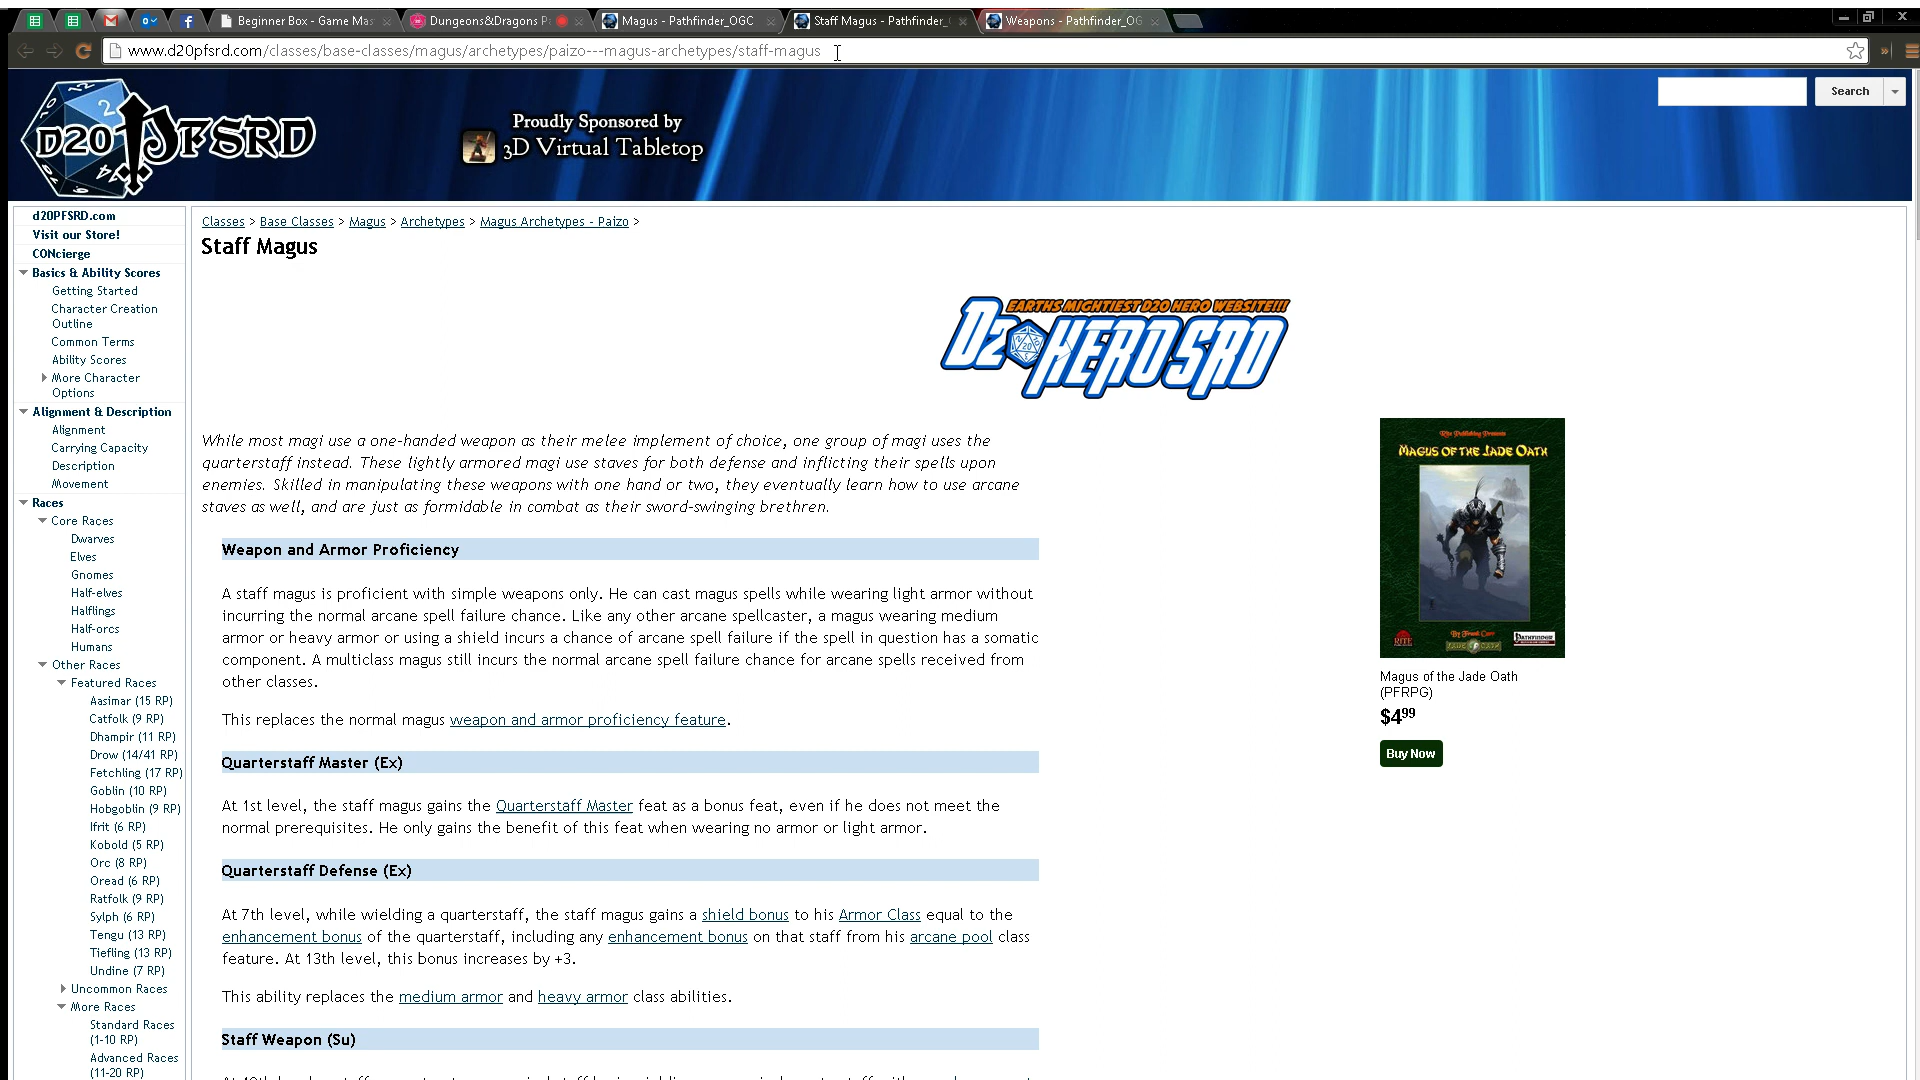 Beginner Box - Game Mas
Dungeons&Dragons Pa
Magus - Pathfinder_OGC
Staff Magus - Pathfinder_
Weapons - Pathfinder_OG
www.d20pfsrd.com/classes/base-classes/magus/archetypes/paizo---magus-archetypes/staff-magus
D20PFSRD
Proudly Sponsored by
3D Virtual Tabletop
Search
d20PFSRD.com
Visit our Store!
CONcierge
Basics & Ability Scores
Getting Started
Character Creation
Outline
Common Terms
Ability Scores
More Character
Options
Alignment & Description
Alignment
Carrying Capacity
Description
Movement
Races
Core Races
Dwarves
Elves
Gnomes
Half-elves
Halflings
Half-orcs
Humans
Other Races
Featured Races
Aasimar (15 RP)
Catfolk (9 RP)
Dhampir (11 RP)
Drow (14/41 RP)
Fetchling (17 RP)
Goblin (10 RP)
Hobgoblin (9 RP)
Ifrit (6 RP)
Kobold (5 RP)
Orc (8 RP)
Oread (6 RP)
Ratfolk (9 RP)
Sylph (6 RP)
Tengu (13 RP)
Tiefling (13 RP)
Undine (7 RP)
Uncommon Races
More Races
Standard Races
(1-10 RP)
Advanced Races
(11-20 RP)
Classes > Base Classes > Magus > Archetypes > Magus Archetypes - Paizo >
Staff Magus
EARTHS MIGHTIEST D20 HERO WEBSITE!!!
D20HEROSRD
While most magi use a one-handed weapon as their melee implement of choice, one group of magi uses the
quarterstaff instead. These lightly armored magi use staves for both defense and inflicting their spells upon
enemies. Skilled in manipulating these weapons with one hand or two, they eventually learn how to use arcane
staves as well, and are just as formidable in combat as their sword-swinging brethren.
Weapon and Armor Proficiency
A staff magus is proficient with simple weapons only. He can cast magus spells while wearing light armor without
incurring the normal arcane spell failure chance. Like any other arcane spellcaster, a magus wearing medium
armor or heavy armor or using a shield incurs a chance of arcane spell failure if the spell in question has a somatic
component. A multiclass magus still incurs the normal arcane spell failure chance for arcane spells received from
other classes.
This replaces the normal magus weapon and armor proficiency feature.
Quarterstaff Master (Ex)
At 1st level, the staff magus gains the Quarterstaff Master feat as a bonus feat, even if he does not meet the
normal prerequisites. He only gains the benefit of this feat when wearing no armor or light armor.
Quarterstaff Defense (Ex)
At 7th level, while wielding a quarterstaff, the staff magus gains a shield bonus to his Armor Class equal to the
enhancement bonus of the quarterstaff, including any enhancement bonus on that staff from his arcane pool class
feature. At 13th level, this bonus increases by +3.
This ability replaces the medium armor and heavy armor class abilities.
Staff Weapon (Su)
Rite Publishing Presents
MAGUS OF THE JADE OATH
RITE
JADE OATH
PATHFINDER
Magus of the Jade Oath
(PFRPG)
$4.99
Buy Now